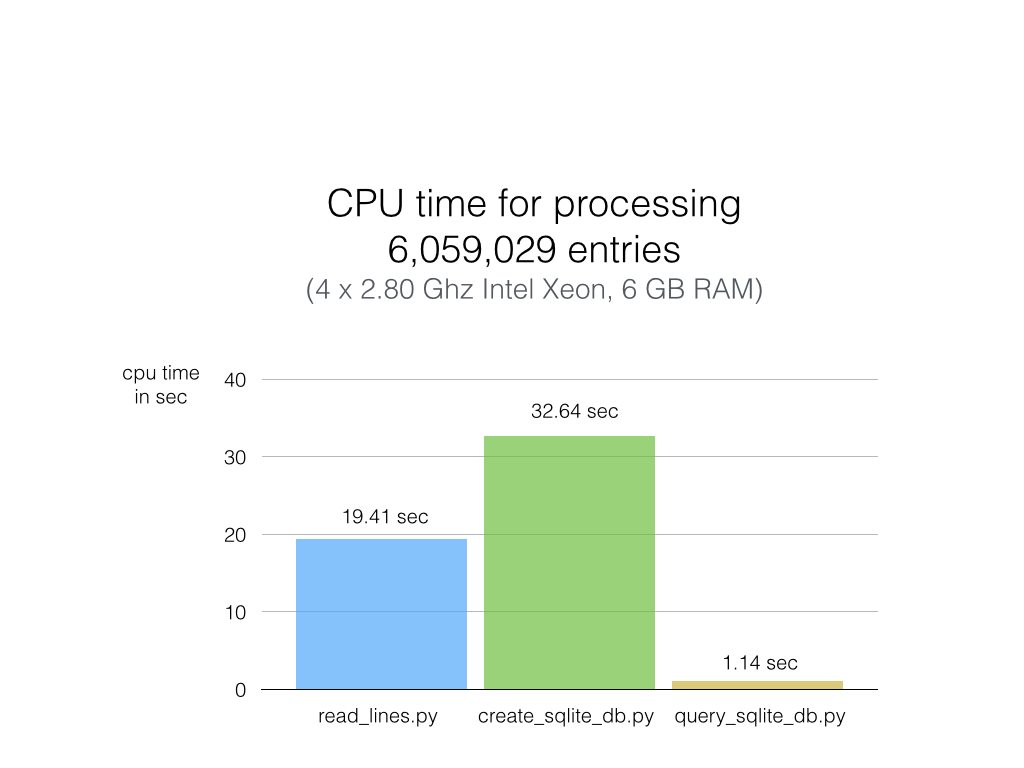 CPU time for processing
6,059,029 entries
(4 x 2.80 Ghz Intel Xeon, 6 GB RAM)
cpu time
in sec
40
30
20
10
0
19.41 sec
32.64 sec
1.14 sec
read_lines.py
create_sqlite_db.py
query_sqlite_db.py